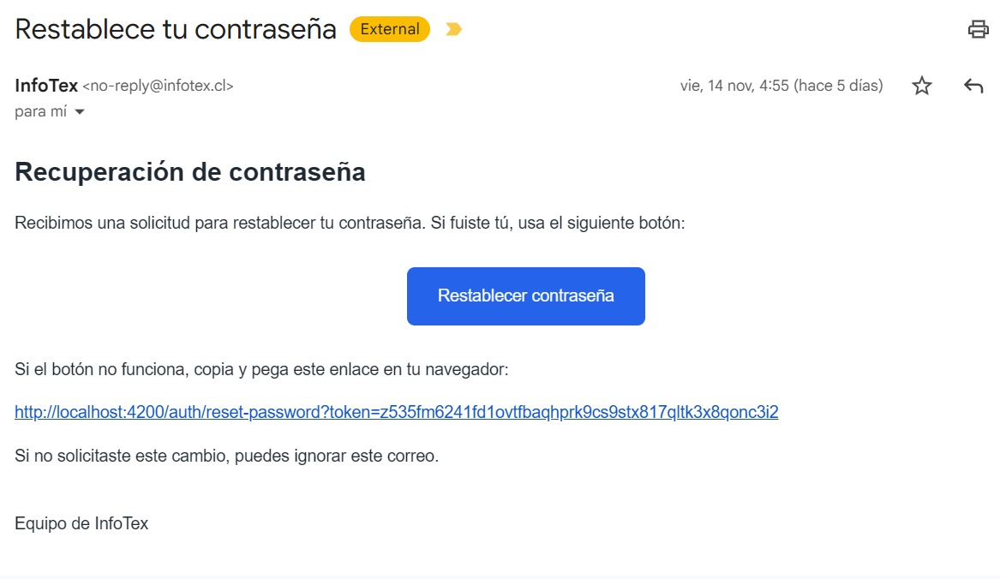 Restablece tu contraseña External
InfoTex <no-reply@infotex.cl> vie, 14 nov, 4:55 (hace 5 días)
para mí
Recuperación de contraseña
Recibimos una solicitud para restablecer tu contraseña. Si fuiste tú, usa el siguiente botón:
Restablecer contraseña
Si el botón no funciona, copia y pega este enlace en tu navegador:
http://localhost:4200/auth/reset-password?token=z535fm6241fd1ovtfbaqhprk9cs9stx817qltk3x8qonc3i2
Si no solicitaste este cambio, puedes ignorar este correo.
Equipo de InfoTex